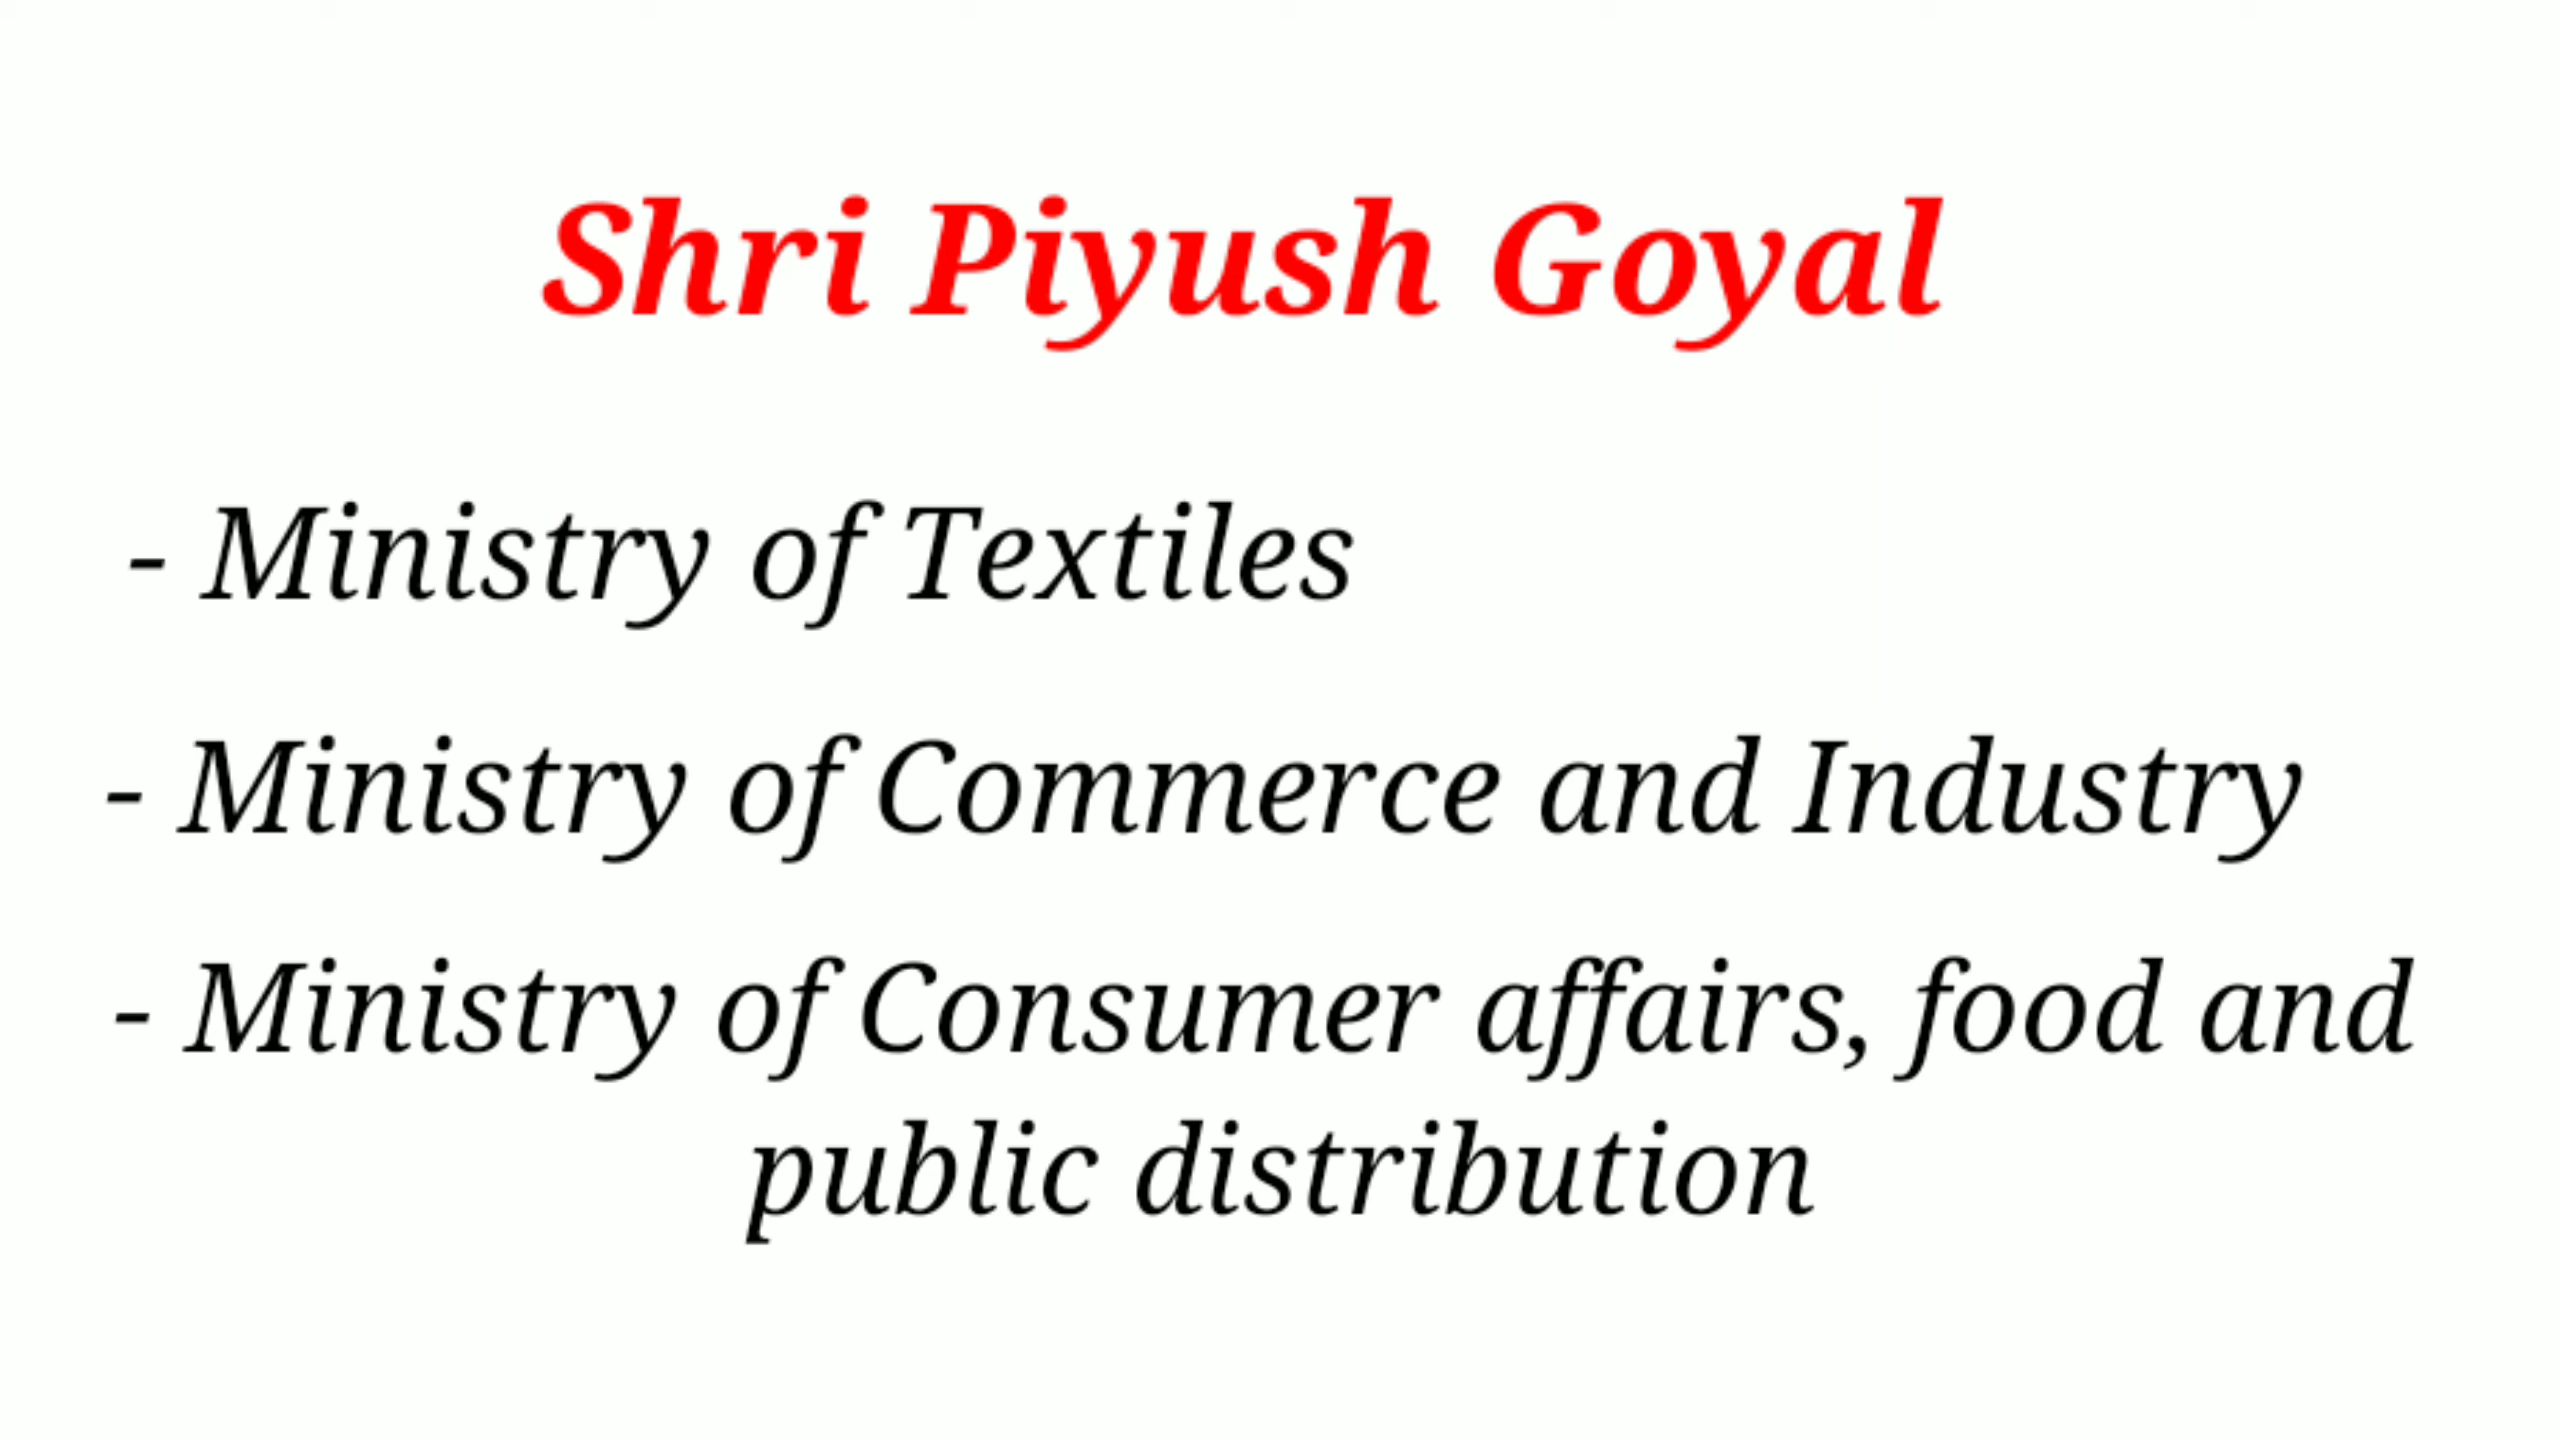 Shri Piyush Goyal
- Ministry of Textiles
- Ministry of Commerce and Industry
- Ministry of Consumer affairs, food and
public distribution